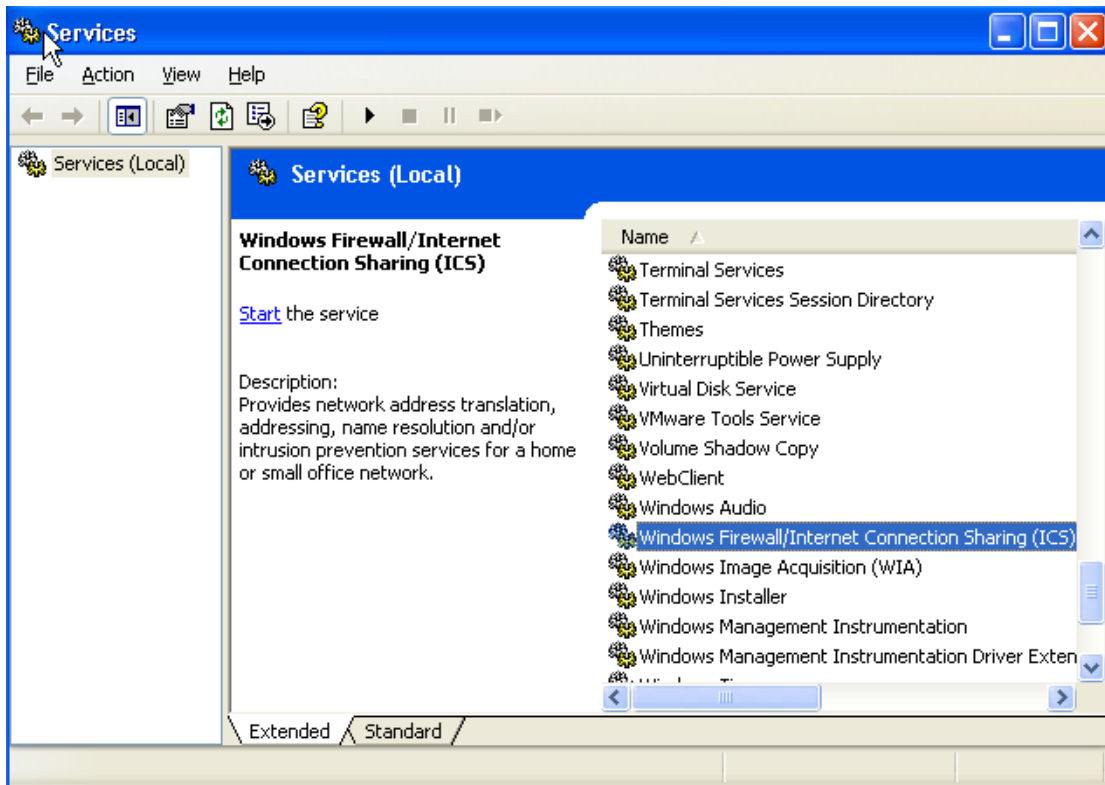 Services
File Action View Help
Services (Local)
Services (Local)
Windows Firewall/Internet
Connection Sharing (ICS)
Start the service
Description:
Provides network address translation,
addressing, name resolution and/or
intrusion prevention services for a home
or small office network.
Name
Terminal Services
Terminal Services Session Directory
Themes
Uninterruptible Power Supply
Virtual Disk Service
VMware Tools Service
Volume Shadow Copy
WebClient
Windows Audio
Windows Firewall/Internet Connection Sharing (ICS)
Windows Image Acquisition (WIA)
Windows Installer
Windows Management Instrumentation
Windows Management Instrumentation Driver Exten
Extended Standard